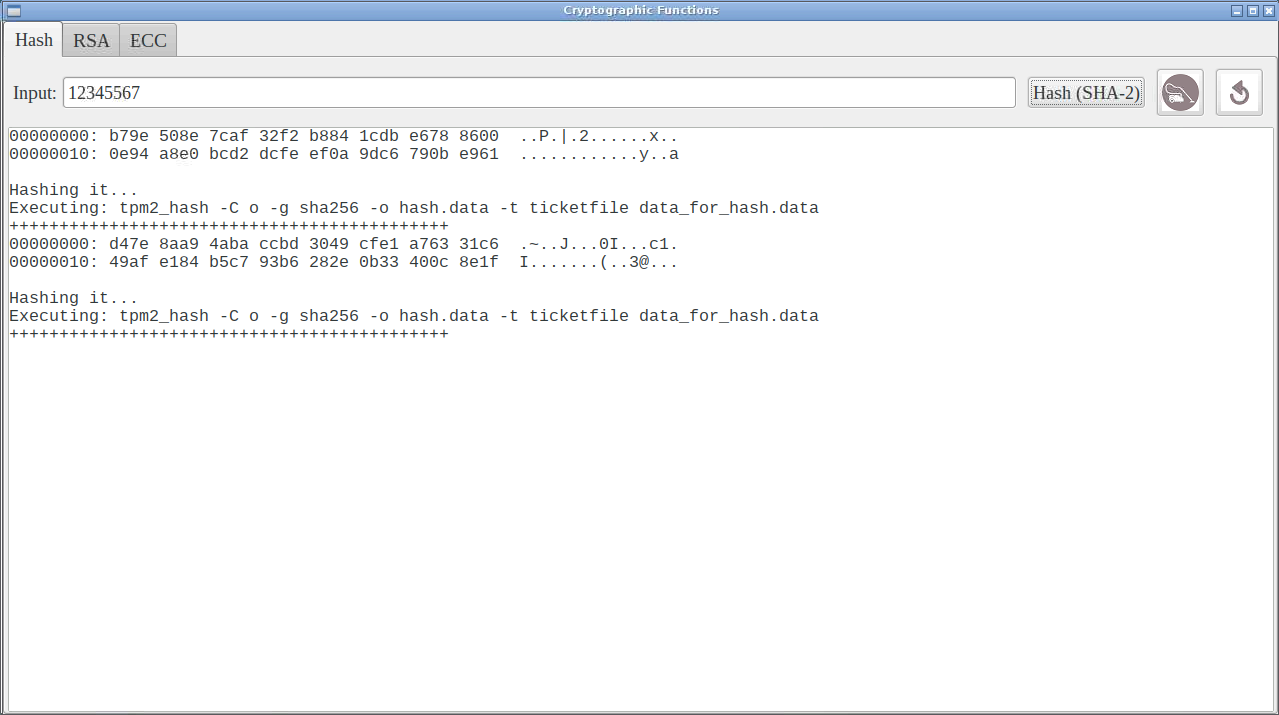 Cryptographic Functions
Hash RSA ECC
Input: 12345567 Hash (SHA-2)
00000000: b79e 508e 7caf 32f2 b884 1cdb e678 8600  ..P.|.2......x..
00000010: 0e94 a8e0 bcd2 dcfe ef0a 9dc6 790b e961  ............y..a
Hashing it...
Executing: tpm2_hash -C o -g sha256 -o hash.data -t ticketfile data_for_hash.data
++++++++++++++++++++++++++++++++++++++++++++
00000000: d47e 8aa9 4aba ccbd 3049 cfe1 a763 31c6  .~..J...0I...c1.
00000010: 49af e184 b5c7 93b6 282e 0b33 400c 8e1f  I.......(..3@...
Hashing it...
Executing: tpm2_hash -C o -g sha256 -o hash.data -t ticketfile data_for_hash.data
++++++++++++++++++++++++++++++++++++++++++++